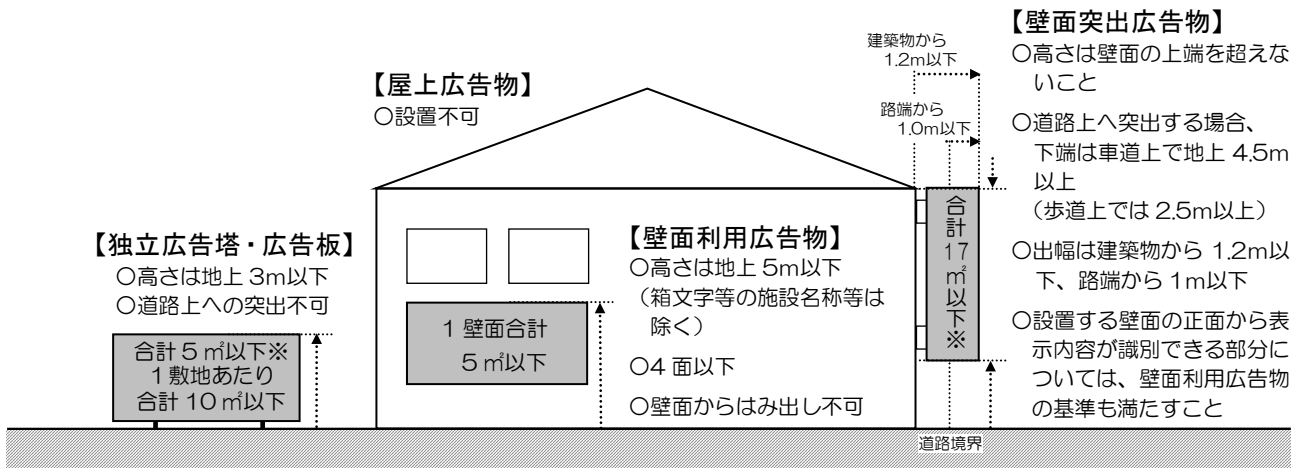 【屋上広告物】
○設置不可
【独立広告塔・広告板】
○高さは地上 3m以下
○道路上への突出不可
合計 5 ㎡以下※
1 敷地あたり
合計 10 ㎡以下
1 壁面合計
5 ㎡以下
【壁面利用広告物】
○高さは地上 5m以下
（箱文字等の施設名称等は
除く）
○4 面以下
○壁面からはみ出し不可
建築物から
1.2m以下
路端から
1.0m以下
合計17㎡以下※
道路境界
【壁面突出広告物】
○高さは壁面の上端を超えな
いこと
○道路上へ突出する場合、
下端は車道上で地上 4.5m
以上
（歩道上では 2.5m以上）
○出幅は建築物から 1.2m以
下、路端から 1m以下
○設置する壁面の正面から表
示内容が識別できる部分に
ついては、壁面利用広告物
の基準も満たすこと